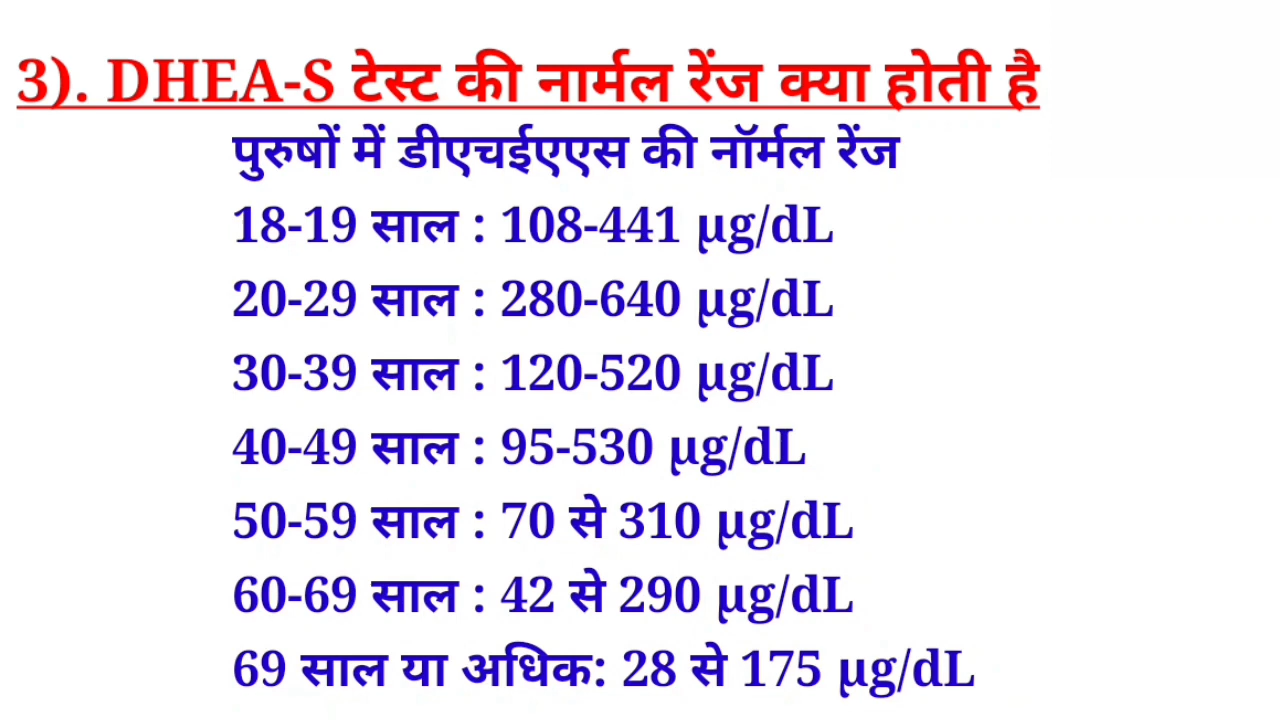 3). DHEA-S टेस्ट की नार्मल रेंज क्या होती है
पुरुषों में डीएचईएएस की नॉर्मल रेंज
18-19 साल : 108-441 µg/dL
20-29 साल : 280-640 µg/dL
30-39 साल : 120-520 µg/dL
40-49 साल : 95-530 µg/dL
50-59 साल : 70 से 310 µg/dL
60-69 साल : 42 से 290 µg/dL
69 साल या अधिक: 28 से 175 µg/dL